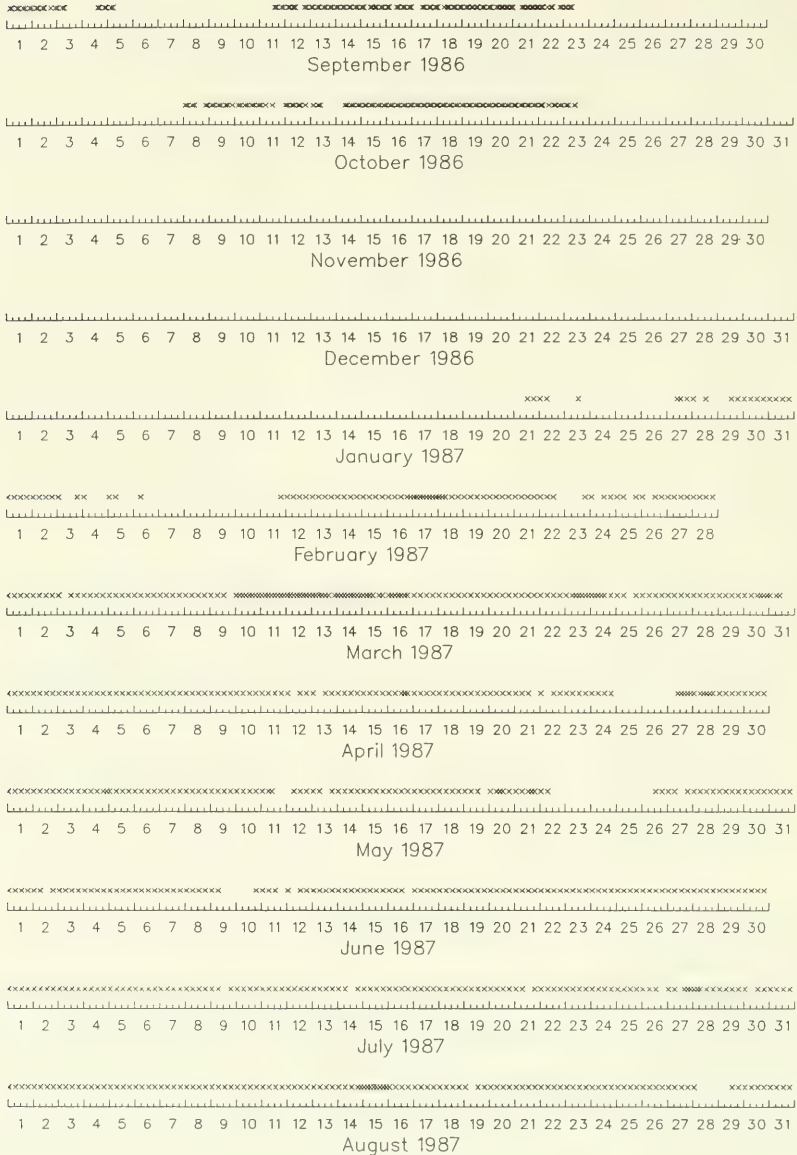 1 2 3 4 5 6 7 8 9 10 11 12 13 14 15 16 17 18 19 20 21 22 23 24 25 26 27 28 29 30
September 1986
1 2 3 4 5 6 7 8 9 10 11 12 13 14 15 16 17 18 19 20 21 22 23 24 25 26 27 28 29 30 31
October 1986
1 2 3 4 5 6 7 8 9 10 11 12 13 14 15 16 17 18 19 20 21 22 23 24 25 26 27 28 29 30
November 1986
1 2 3 4 5 6 7 8 9 10 11 12 13 14 15 16 17 18 19 20 21 22 23 24 25 26 27 28 29 30 31
December 1986
1 2 3 4 5 6 7 8 9 10 11 12 13 14 15 16 17 18 19 20 21 22 23 24 25 26 27 28 29 30 31
January 1987
1 2 3 4 5 6 7 8 9 10 11 12 13 14 15 16 17 18 19 20 21 22 23 24 25 26 27 28
February 1987
1 2 3 4 5 6 7 8 9 10 11 12 13 14 15 16 17 18 19 20 21 22 23 24 25 26 27 28 29 30 31
March 1987
1 2 3 4 5 6 7 8 9 10 11 12 13 14 15 16 17 18 19 20 21 22 23 24 25 26 27 28 29 30
April 1987
1 2 3 4 5 6 7 8 9 10 11 12 13 14 15 16 17 18 19 20 21 22 23 24 25 26 27 28 29 30 31
May 1987
1 2 3 4 5 6 7 8 9 10 11 12 13 14 15 16 17 18 19 20 21 22 23 24 25 26 27 28 29 30
June 1987
1 2 3 4 5 6 7 8 9 10 11 12 13 14 15 16 17 18 19 20 21 22 23 24 25 26 27 28 29 30 31
July 1987
1 2 3 4 5 6 7 8 9 10 11 12 13 14 15 16 17 18 19 20 21 22 23 24 25 26 27 28 29 30 31
August 1987